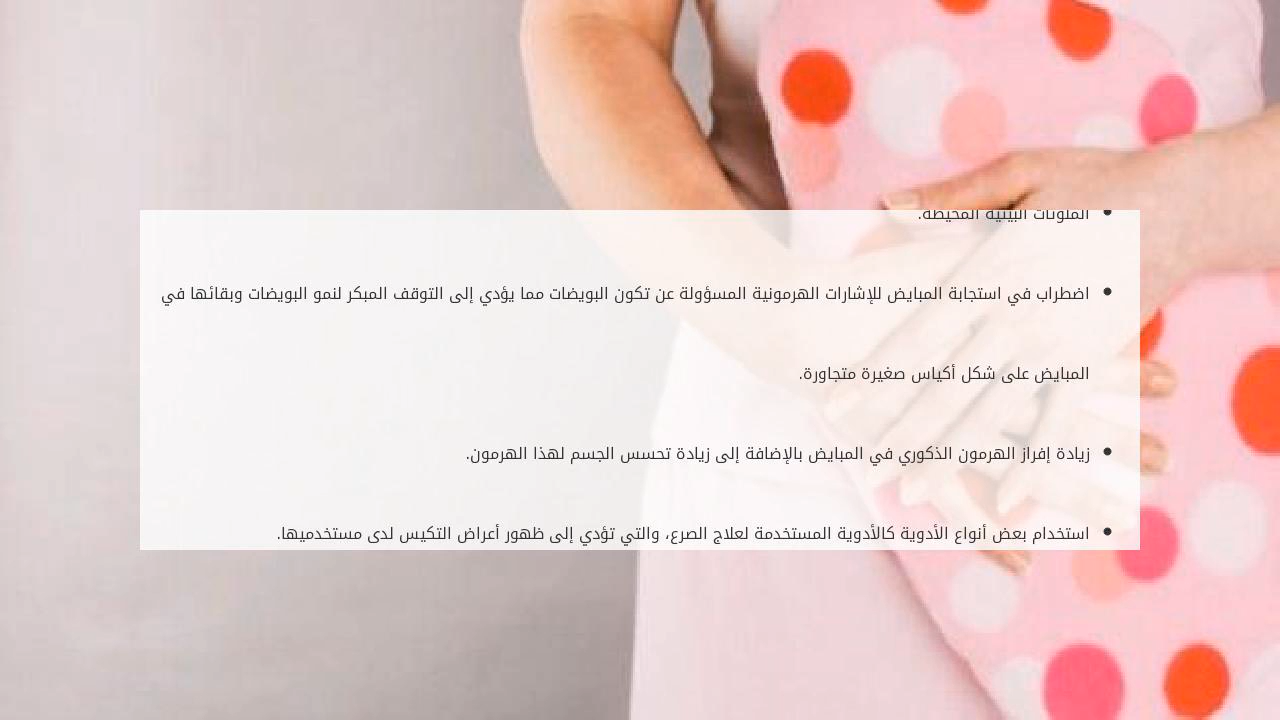 الملوثات البيئية المحيطة.
اضطراب في استجابة المبايض للإشارات الهرمونية المسؤولة عن تكون البويضات مما يؤدي إلى التوقف المبكر لنمو البويضات وبقائها في
المبايض على شكل أكياس صغيرة متجاورة.
زيادة إفراز الهرمون الذكوري في المبايض بالإضافة إلى زيادة تحسس الجسم لهذا الهرمون.
استخدام بعض أنواع الأدوية كالأدوية المستخدمة لعلاج الصرع، والتي تؤدي إلى ظهور أعراض التكيس لدى مستخدميها.